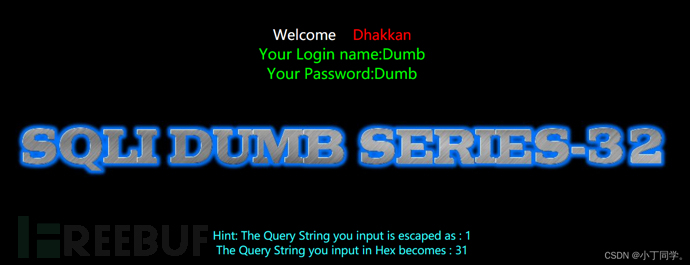 Welcome Dhakkan
Your Login name:Dumb
Your Password:Dumb
SQLI DUMB SERIES-32
FREEBUF
Hint: The Query String you input is escaped as : 1
The Query String you input in Hex becomes : 31
CSDN @小丁同学。